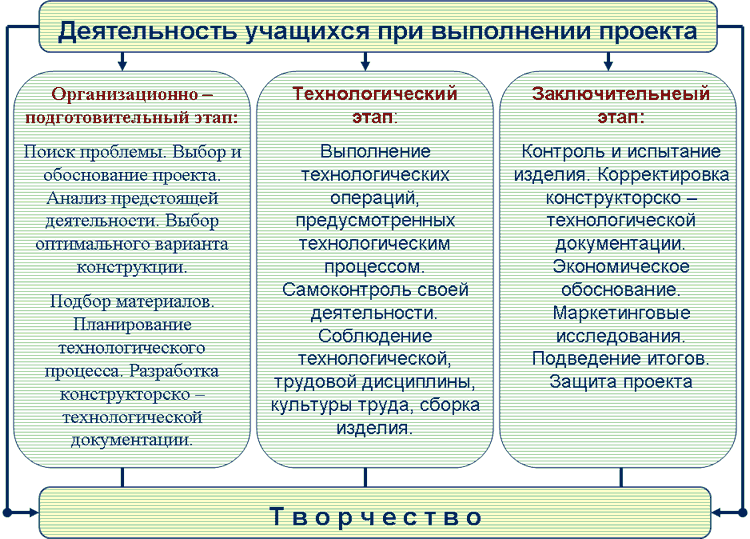 Деятельность учащихся при выполнении проекта
Организационно –
подготовительный этап:
Поиск проблемы. Выбор и
обоснование проекта.
Анализ предстоящей
деятельности. Выбор
оптимального варианта
конструкции.
Подбор материалов.
Планирование
технологического
процесса. Разработка
конструкторско –
технологической
документации.
Технологический
этап:
Выполнение
технологических
операций,
предусмотренных
технологическим
процессом.
Самоконтроль своей
деятельности.
Соблюдение
технологической,
трудовой дисциплины,
культуры труда, сборка
изделия.
Заключительнеый
этап:
Контроль и испытание
изделия. Корректировка
конструкторско –
технологической
документации.
Экономическое
обоснование.
Маркетинговые
исследования.
Подведение итогов.
Защита проекта
Т в о р ч е с т в о